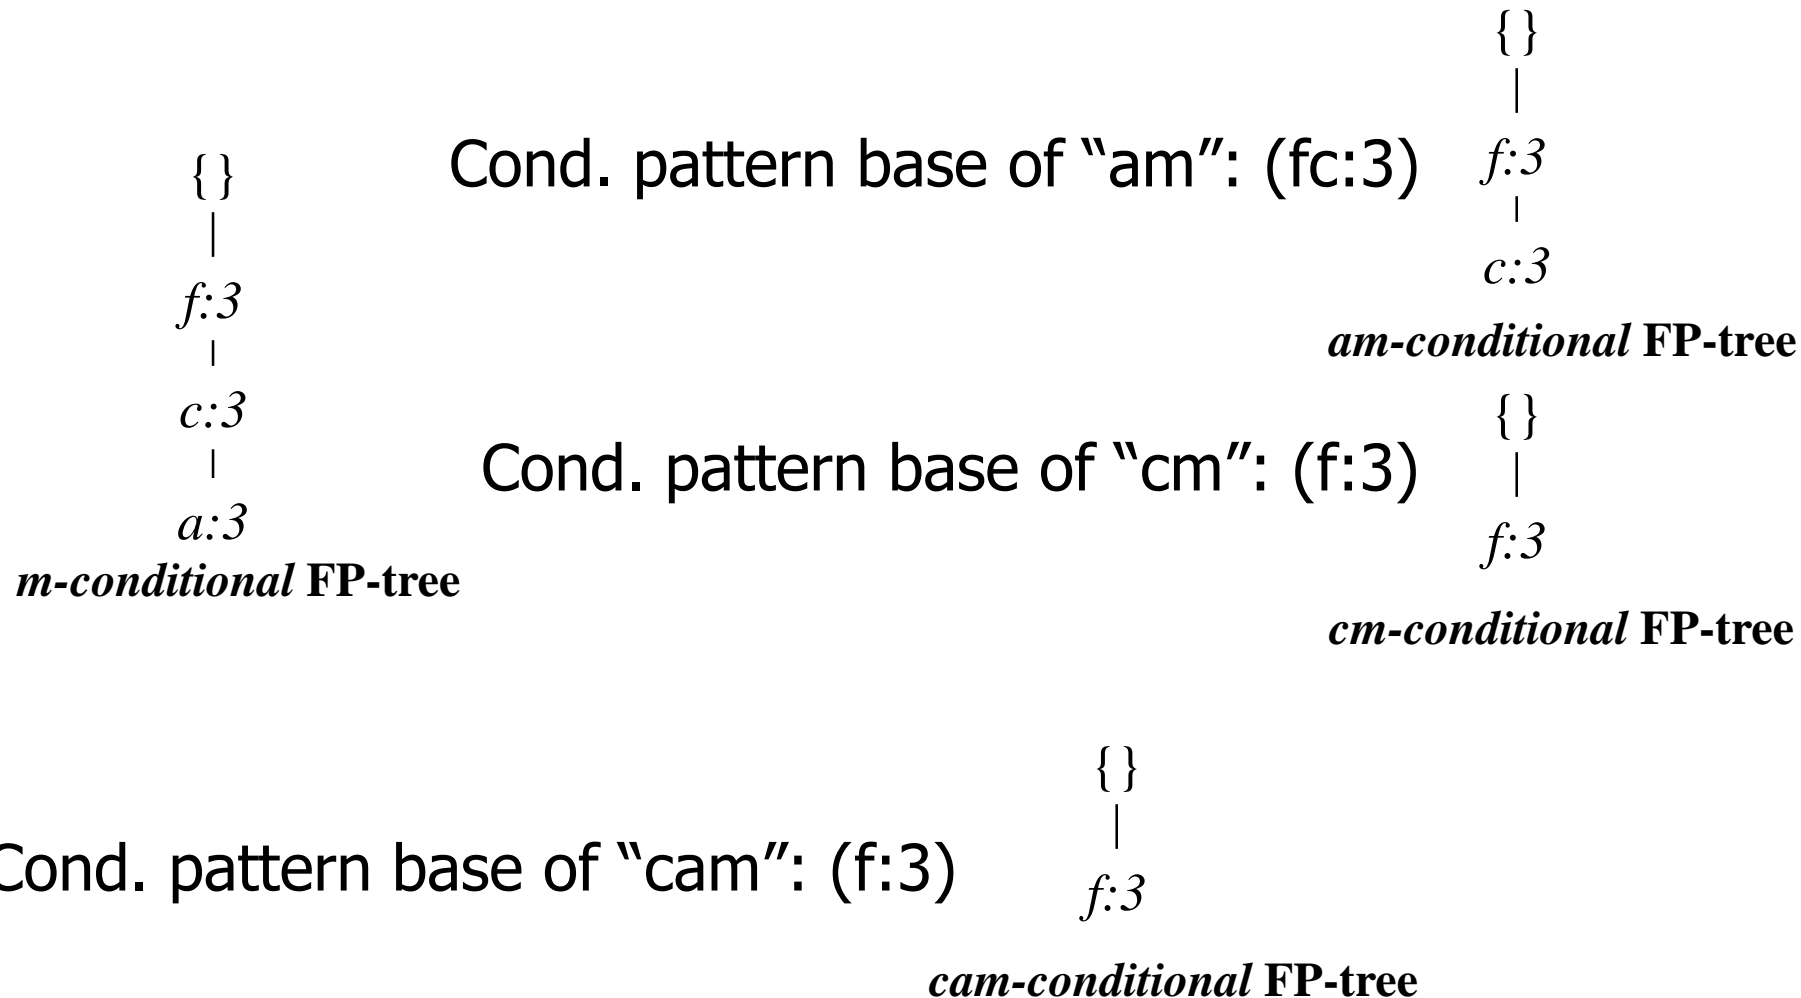 {}
f:3
c:3
a:3
m-conditional FP-tree
Cond. pattern base of “am”: (fc:3)
{}
f:3
c:3
am-conditional FP-tree
Cond. pattern base of “cm”: (f:3)
{}
f:3
cm-conditional FP-tree
Cond. pattern base of “cam”: (f:3)
{}
f:3
cam-conditional FP-tree